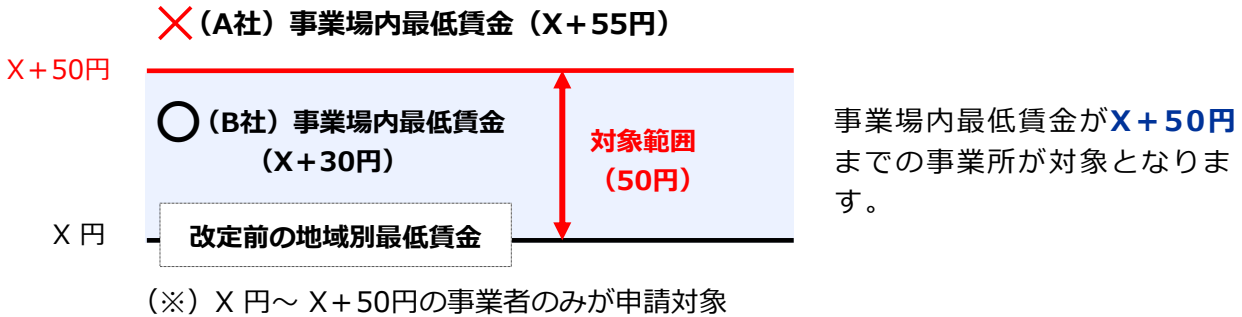 (A社)事業場内最低賃金(X+55円)
X+50円
(B社)事業場内最低賃金
(X+30円)
対象範囲
(50円)
事業場内最低賃金がX+50円
までの事業所が対象となりま
す。
X 円
改定前の地域別最低賃金
(※)X 円~ X+50円の事業者のみが申請対象